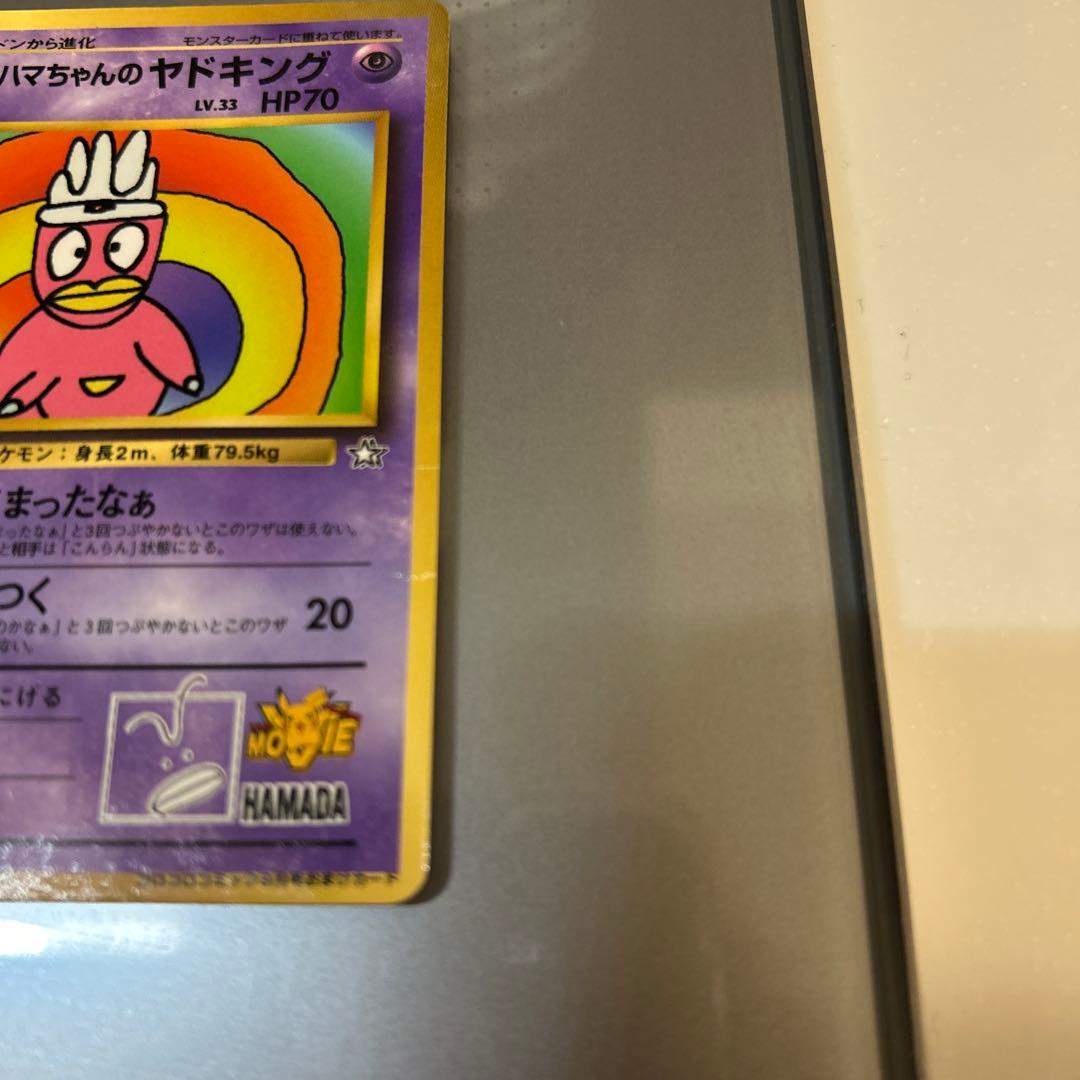 ドンから進化
モンスターカードに重ねて使います。
ハマちゃんの ヤドキング
LV.33 HP70
ケモン：身長2m、体重79.5kg
まったなぁ
ったなぁ」と3回つぶやかないとこのワザは使えない。
と相手は「こんらん」状態になる。
つく
20
のかなぁ」と3回つぶやかないとこのワザ
ない。
にげる
MOVIE
HAMADA